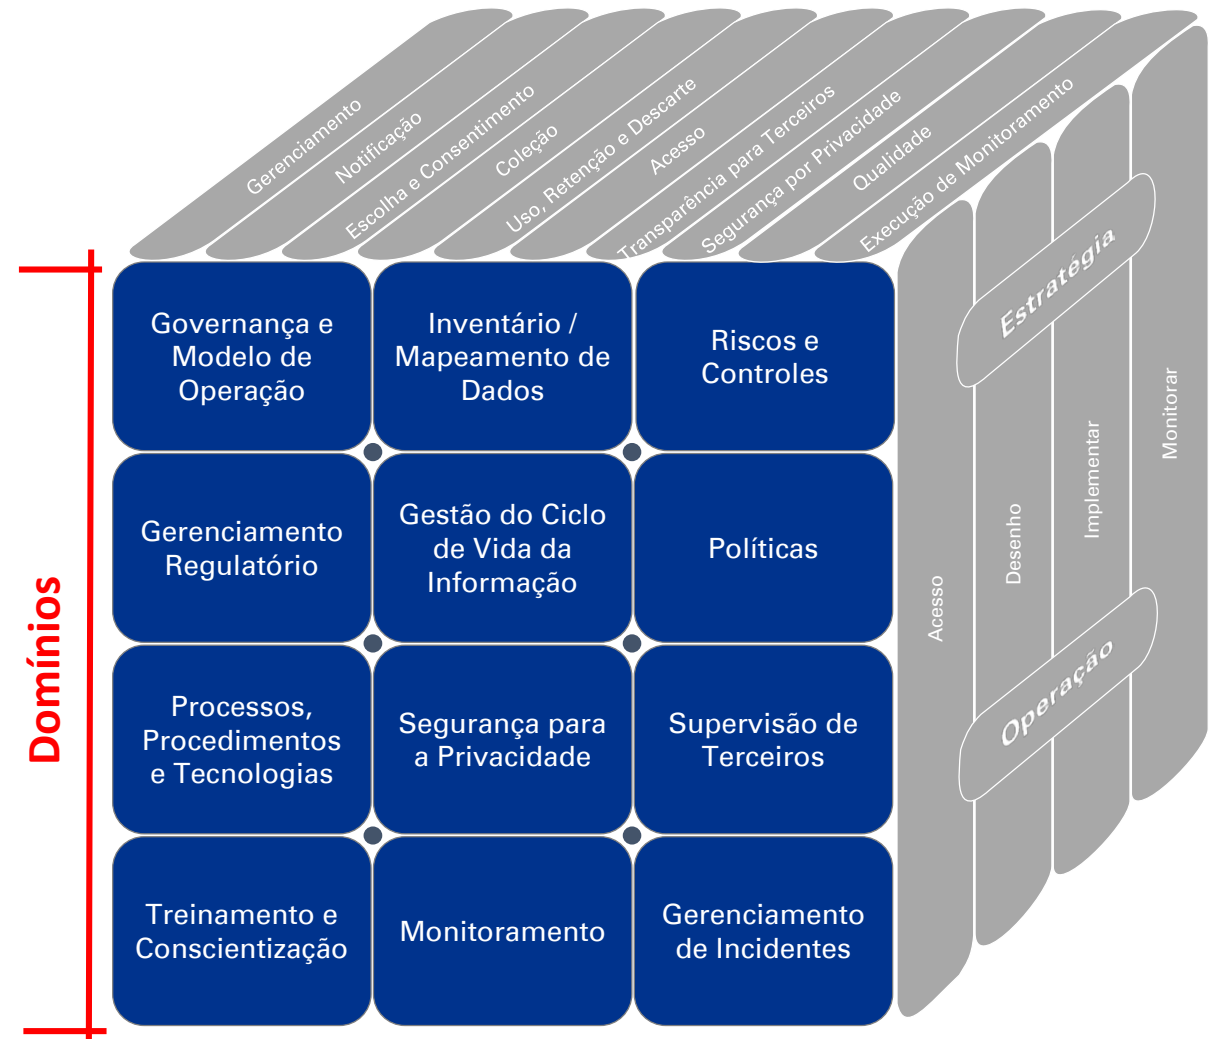 Gerenciamento
Notificação
Escolha e Consentimento
Coleção
Uso, Retenção e Descarte
Acesso
Transparência para Terceiros
Segurança por Privacidade
Qualidade
Execução de Monitoramento
Domínios
Governança e
Modelo de
Operação
Inventário /
Mapeamento de
Dados
Riscos e
Controles
Gerenciamento
Regulatório
Gestão do Ciclo
de Vida da
Informação
Políticas
Processos,
Procedimentos
e Tecnologias
Segurança para
a Privacidade
Supervisão de
Terceiros
Treinamento e
Conscientização
Monitoramento
Gerenciamento
de Incidentes
Acesso
Desenho
Implementar
Monitorar
Estratégia
Operação